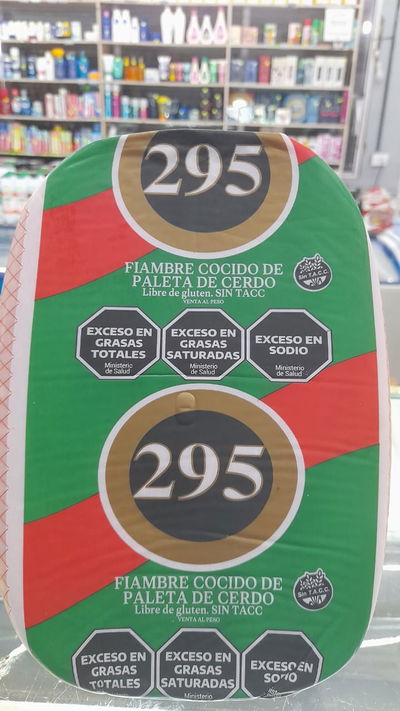 295
FIAMBRE COCIDO DE
PALETA DE CERDO
Libre de gluten. SIN TACC
VENTA AL PESO
Sin T.A.C.C.
EXCESO EN
GRASAS
TOTALES
Ministerio
de Salud
EXCESO EN
GRASAS
SATURADAS
Ministerio
de Salud
EXCESO EN
SODIO
Ministerio
de Salud
295
FIAMBRE COCIDO DE
PALETA DE CERDO
Libre de gluten. SIN TACC
VENTA AL PESO
Sin T.A.C.C.
EXCESO EN
GRASAS
TOTALES
EXCESO EN
GRASAS
SATURADAS
Ministerio
EXCESO EN
SODIO